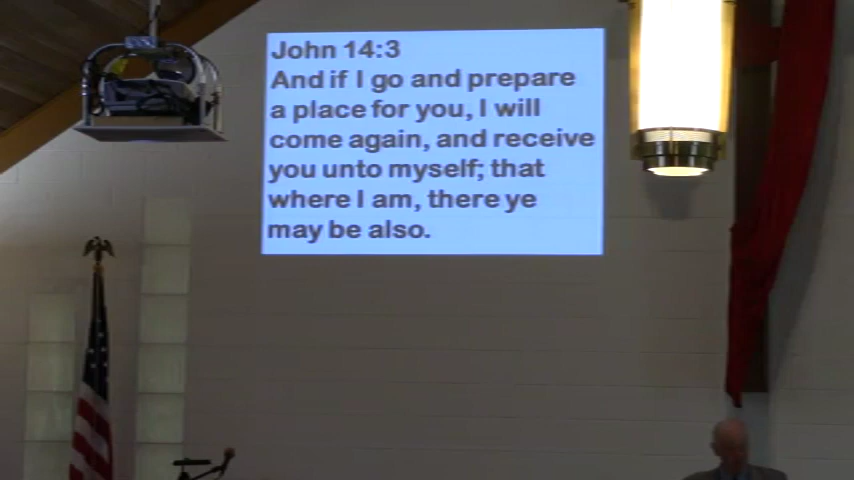 John 14:3
And if I go and prepare
a place for you, I will
come again, and receive
you unto myself; that
where I am, there ye
may be also.